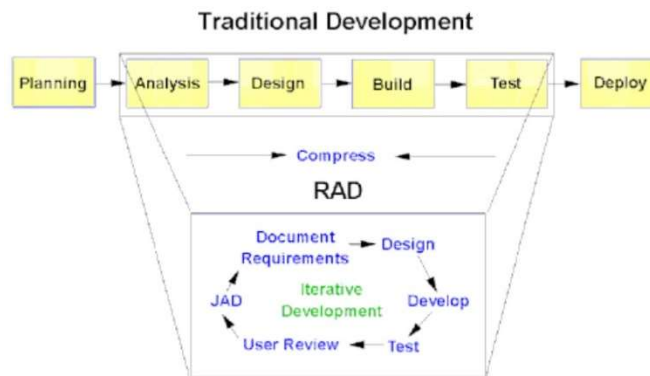 Traditional Development
Planning
Analysis
Design
Build
Test
Deploy
Compress
RAD
Document
Requirements
Design
JAD
Iterative
Development
Develop
User Review
Test